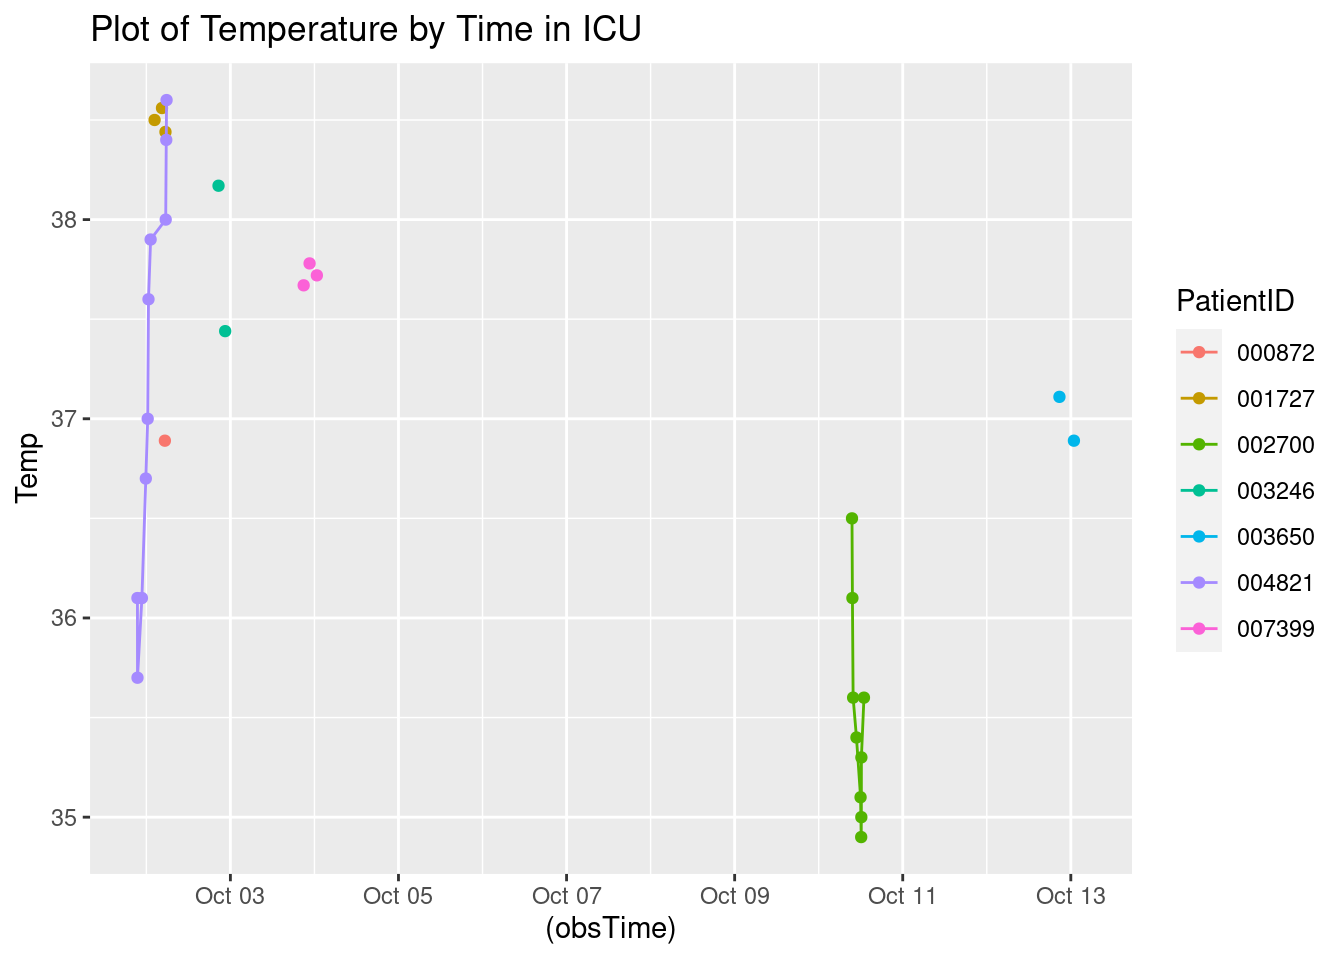 Plot of Temperature by Time in ICU
38
37
36
35
Temp
Oct 03 Oct 05 Oct 07 Oct 09 Oct 11 Oct 13
(obsTime)
PatientID
000872
001727
002700
003246
003650
004821
007399